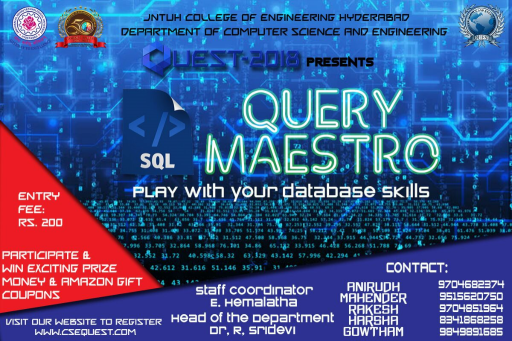 JNTUH COLLEGE OF ENGINEERING HYDERABAD
DEPARTMENT OF COMPUTER SCIENCE AND ENGINEERING
QUEST-2018 PRESENTS
</>
SQL
QUERY
MAESTRO
PLAY with your database skills
ENTRY
FEE:
RS. 200
PARTICIPATE &
WIN EXCITING PRIZE
MONEY & AMAZON GIFT
COUPONS
VISIT OUR WEBSITE TO REGISTER
WWW.CSEQUEST.COM
Staff Coordinator
E. Hemalatha
Head of the Department
Dr. R. Sridevi
CONTACT:
ANIRUDH 9704682374
MAHENDER 9515620750
RAKESH 9704851964
HARSHA 8341868258
GOWTHAM 9849891685